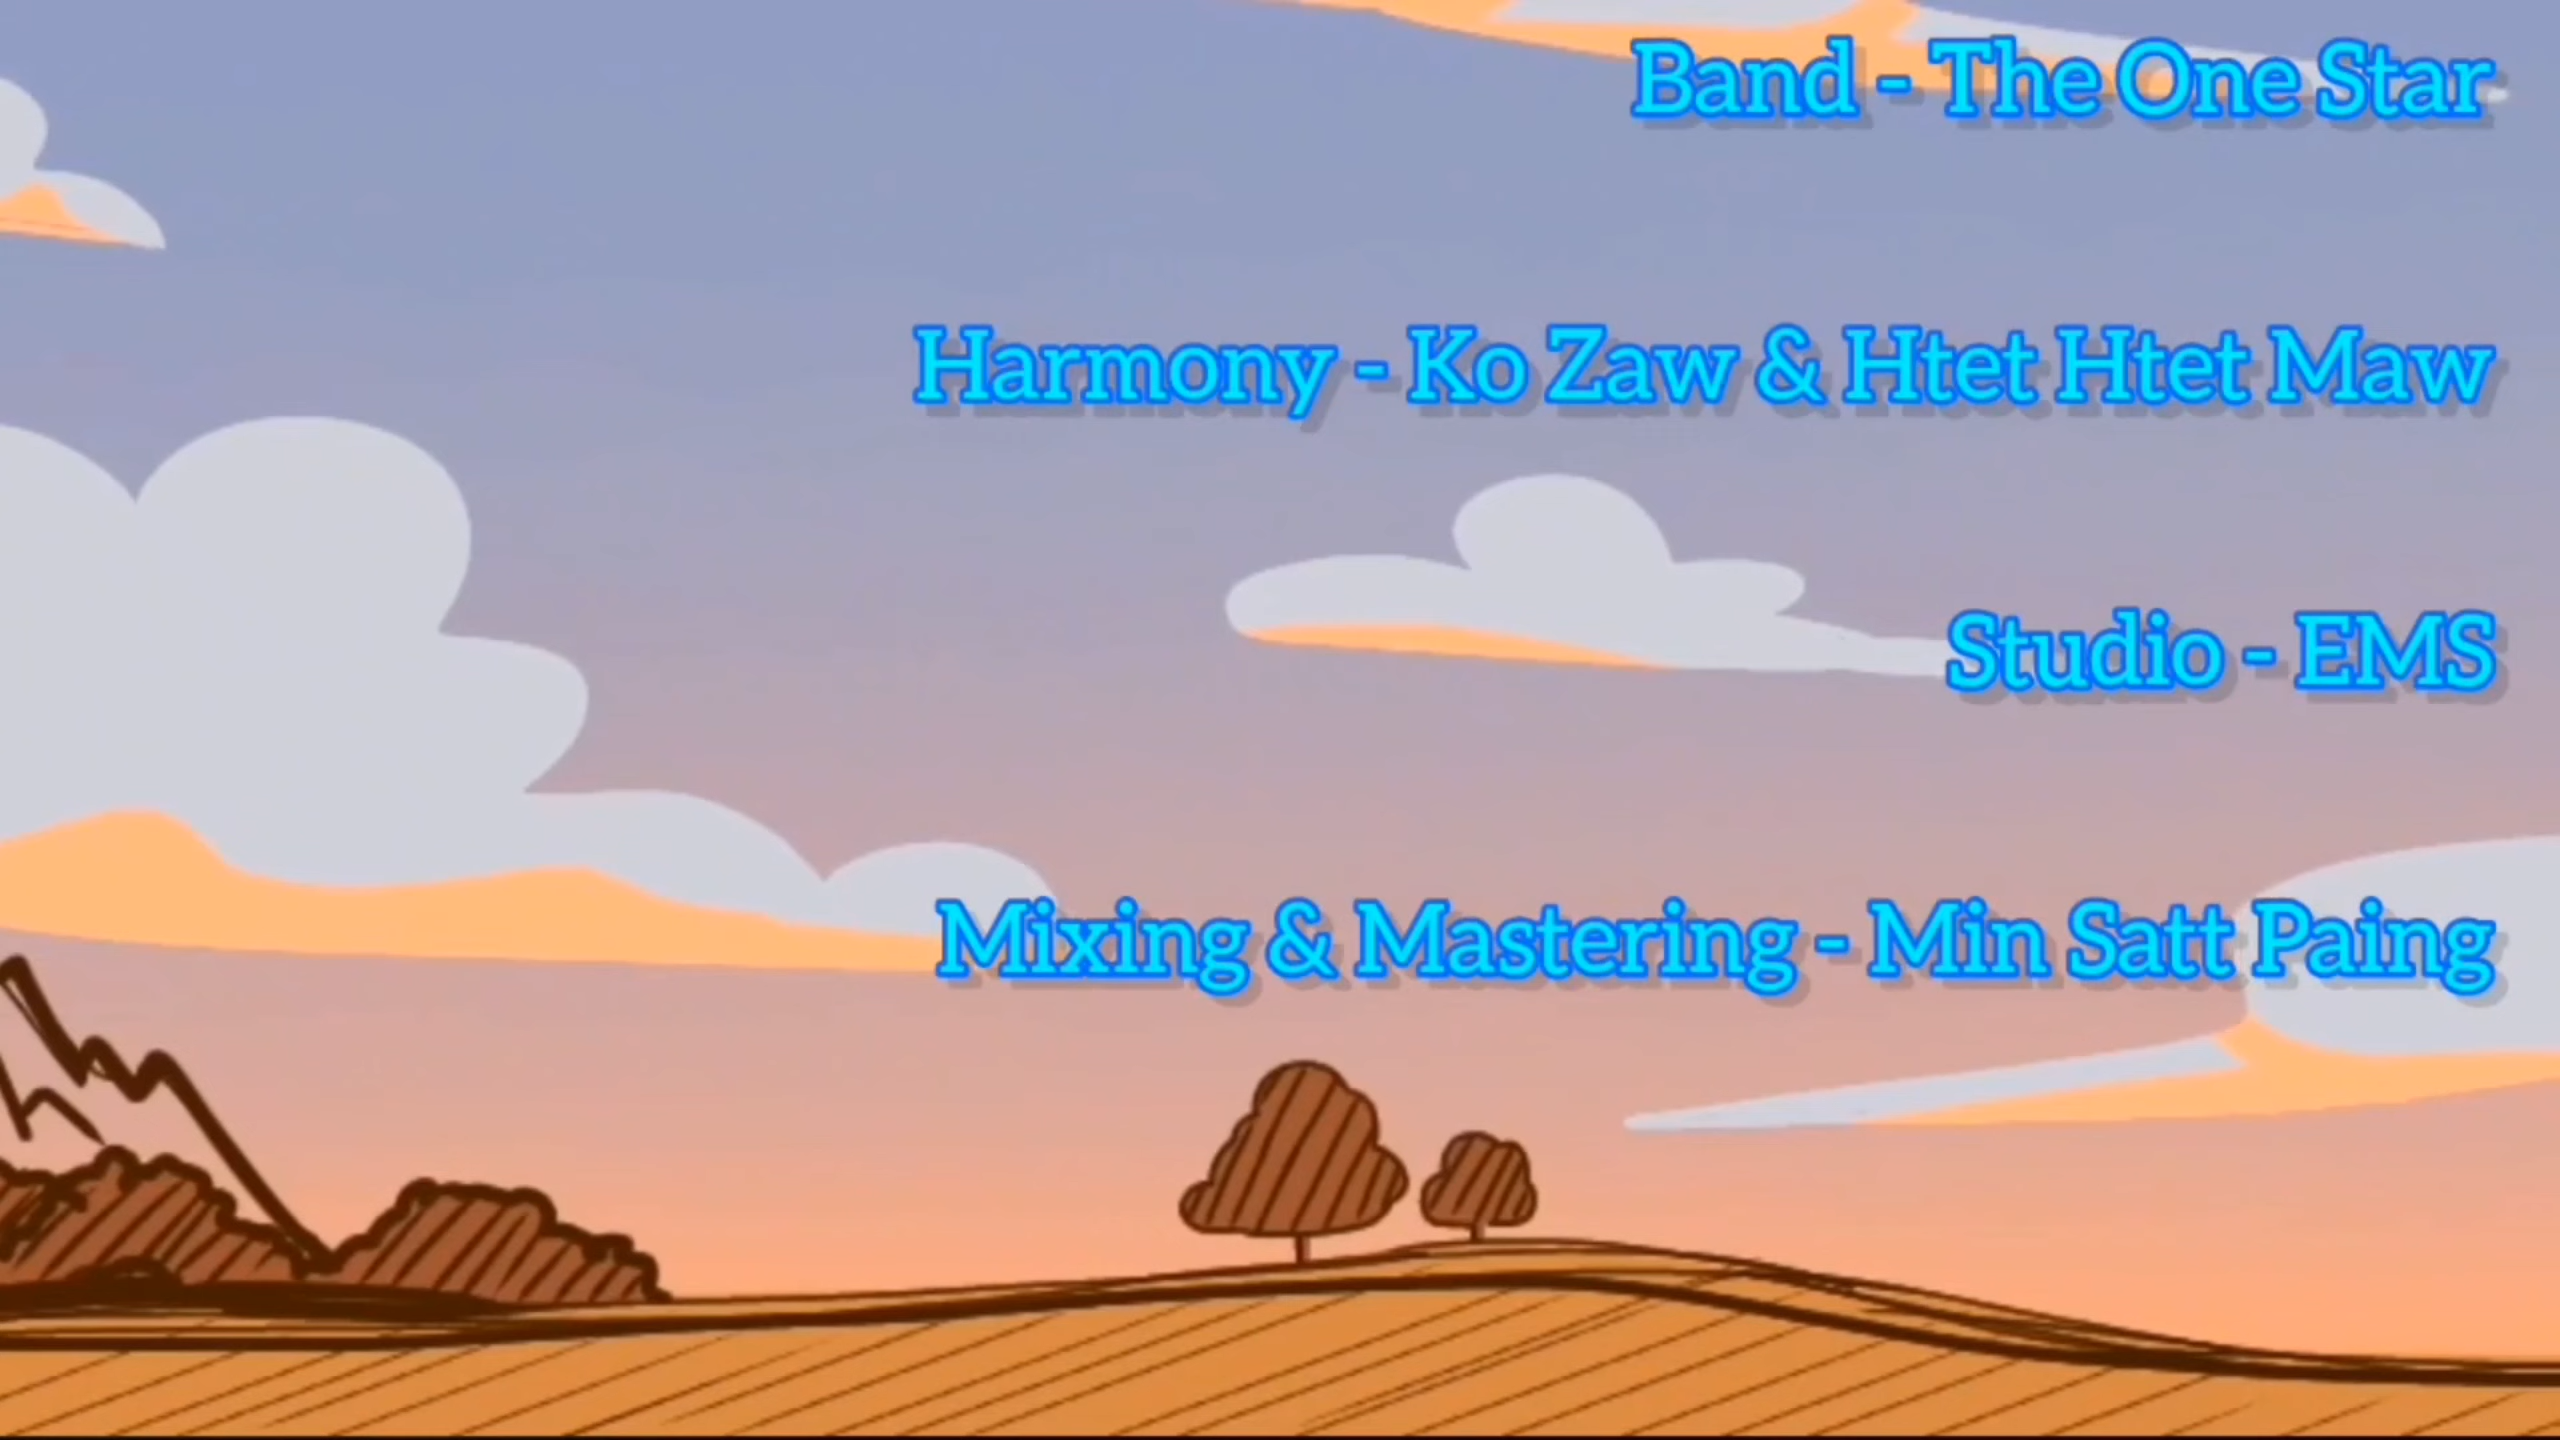 Band - The One Star
Harmony - Ko Zaw & Htet Htet Maw
Studio - EMS
Mixing & Mastering - Min Satt Paing